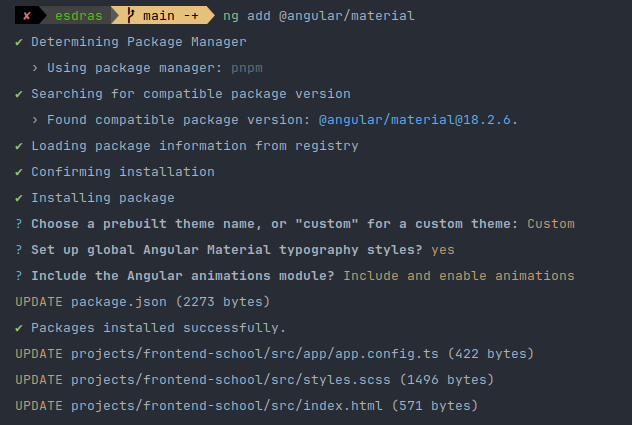 ✘ esdras main -+ ng add @angular/material
✔ Determining Package Manager
› Using package manager: pnpm
✔ Searching for compatible package version
› Found compatible package version: @angular/material@18.2.6.
✔ Loading package information from registry
✔ Confirming installation
✔ Installing package
? Choose a prebuilt theme name, or "custom" for a custom theme: Custom
? Set up global Angular Material typography styles? yes
? Include the Angular animations module? Include and enable animations
UPDATE package.json (2273 bytes)
✔ Packages installed successfully.
UPDATE projects/frontend-school/src/app/app.config.ts (422 bytes)
UPDATE projects/frontend-school/src/styles.scss (1496 bytes)
UPDATE projects/frontend-school/src/index.html (571 bytes)